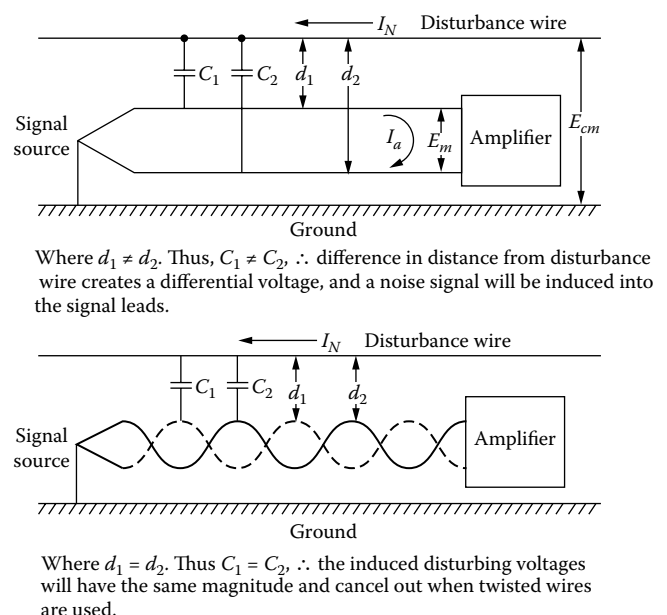 I_N Disturbance wire
C_1 C_2 d_1 d_2
Signal source
I_a E_m Amplifier E_cm
Ground
Where d_1 ≠ d_2. Thus, C_1 ≠ C_2, ∴ difference in distance from disturbance
wire creates a differential voltage, and a noise signal will be induced into
the signal leads.
I_N Disturbance wire
C_1 C_2 d_1 d_2
Signal source
Amplifier
Ground
Where d_1 = d_2. Thus C_1 = C_2, ∴ the induced disturbing voltages
will have the same magnitude and cancel out when twisted wires
are used.